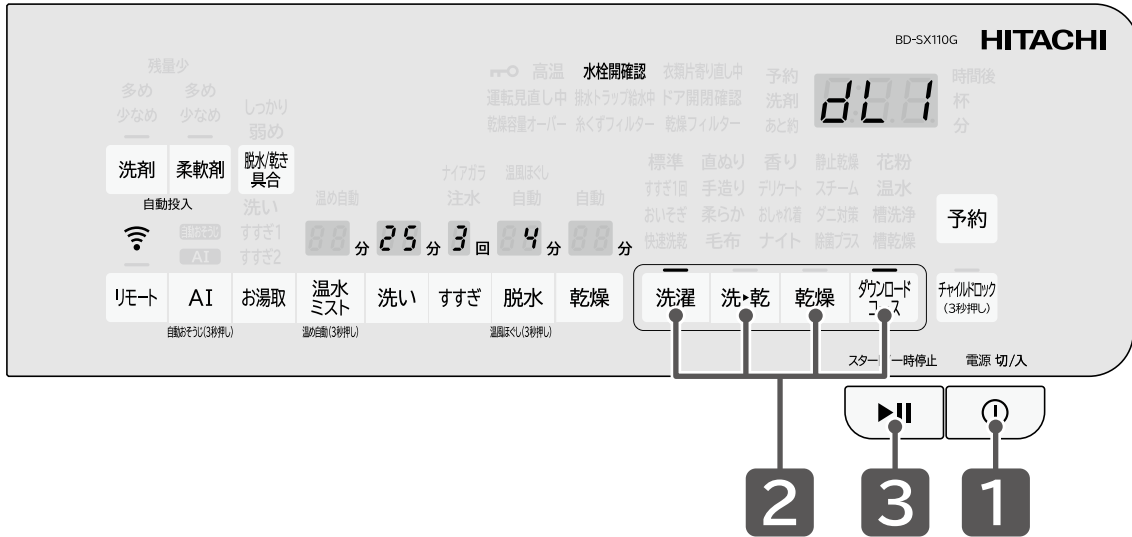 BD-SX110G HITACHI
残量少
多め 多め
少なめ 少なめ
しっかり
弱め
高温 水栓開確認 衣類片寄り直し中
運転見直し中 排水トラップ給水中 ドア開閉確認
乾燥容量オーバー 糸くずフィルター 乾燥フィルター
予約
洗剤
あと約
dL 1
時間後
杯
分
洗剤 柔軟剤 脱水/乾き
具合
自動投入
洗い
すすぎ1
すすぎ2
自動おそうじ
AI
温め自動
ナイアガラ
注水
温風ほぐし
自動
自動
88 分 25 分 3 回 4 分 88 分
標準 直ぬり 香り 静止乾燥 花粉
すすぎ1回 手造り デリケート スチーム 温水
おいそぎ 柔らか おしゃれ着 ダニ対策 槽洗浄
快速洗乾 毛布 ナイト 除菌プラス 槽乾燥
予約
リモート AI お湯取 温水
ミスト 洗い すすぎ 脱水 乾燥
自動おそうじ(3秒押し) 温め自動(3秒押し) 温風ほぐし(3秒押し)
洗濯 洗▸乾 乾燥 ダウンロード
コース
チャイルドロック
(3秒押し)
スタート/一時停止 電源 切/入
2 3 1